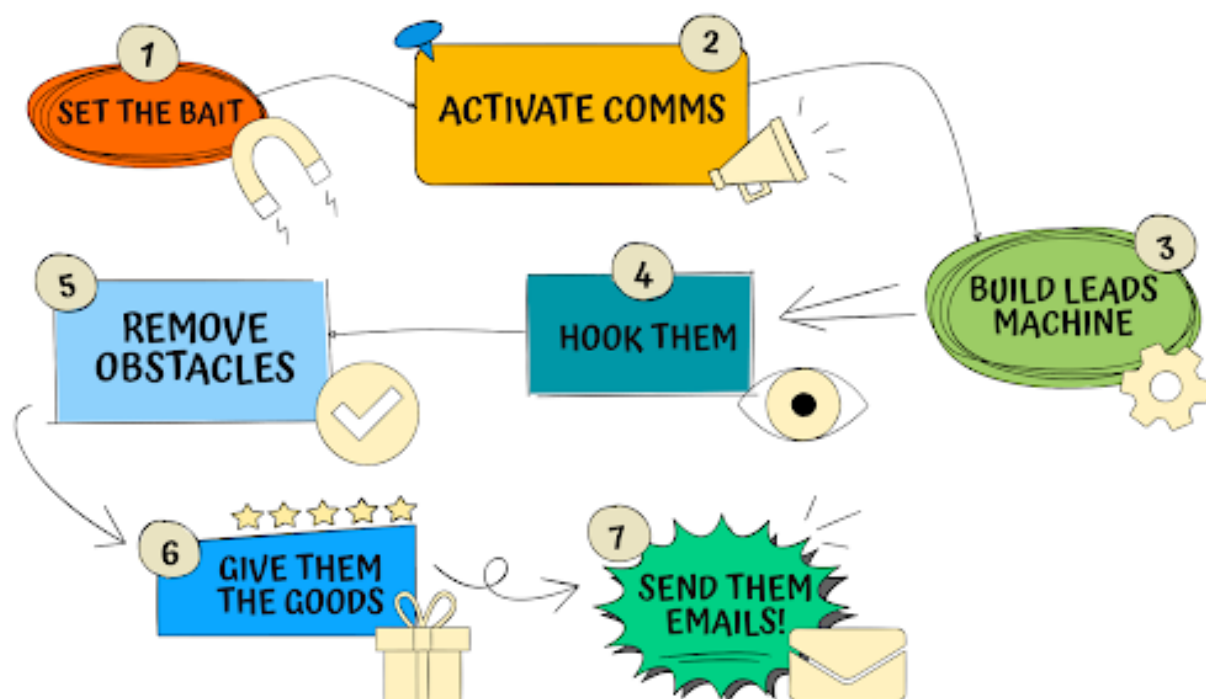 1
SET THE BAIT
2
ACTIVATE COMMS
3
BUILD LEADS
MACHINE
4
HOOK THEM
5
REMOVE
OBSTACLES
6
GIVE THEM
THE GOODS
7
SEND THEM
EMAILS!